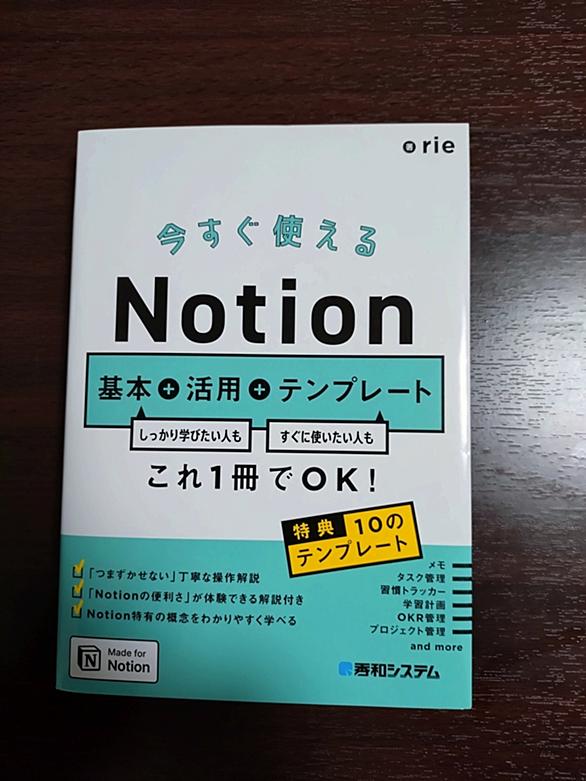 著 rie
今すぐ使える
Notion
基本+活用+テンプレート
しっかり学びたい人も
すぐに使いたい人も
これ1冊でOK!
特典 10の
テンプレート
「つまずかせない」丁寧な操作解説
「Notionの便利さ」が体験できる解説付き
Notion特有の概念をわかりやすく学べる
メモ
タスク管理
習慣トラッカー
学習計画
OKR管理
プロジェクト管理
and more
Made for
Notion
秀和システム